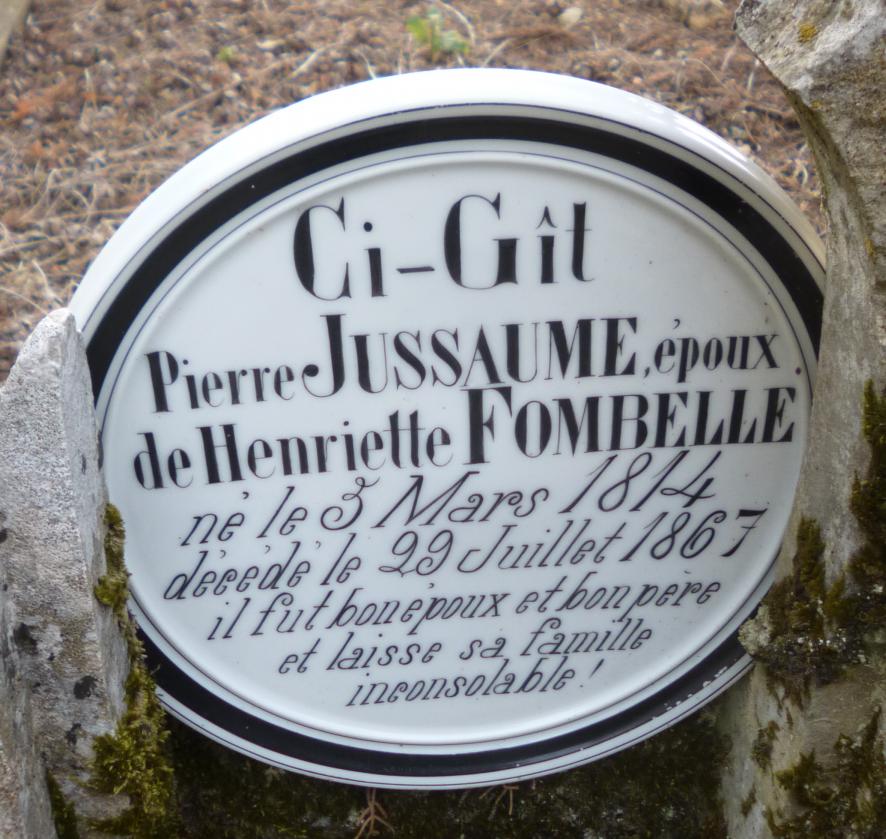 Ci-Gît
Pierre JUSSAUME, époux
de Henriette FOMBELLE
né le 3 Mars 1814
décédé le 29 Juillet 1867
il fut bon époux et bon père
et laisse sa famille
inconsolable !